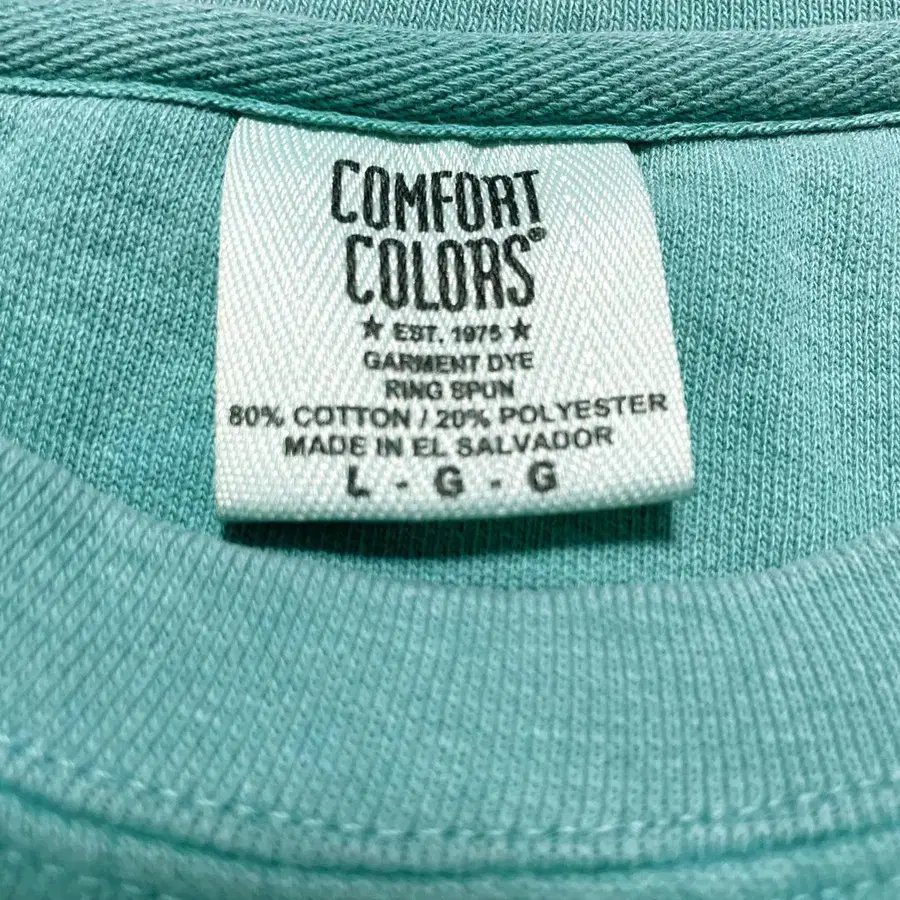 COMFORT
COLORS®
★ EST. 1975 ★
GARMENT DYE
RING SPUN
80% COTTON / 20% POLYESTER
MADE IN EL SALVADOR
L - G - G